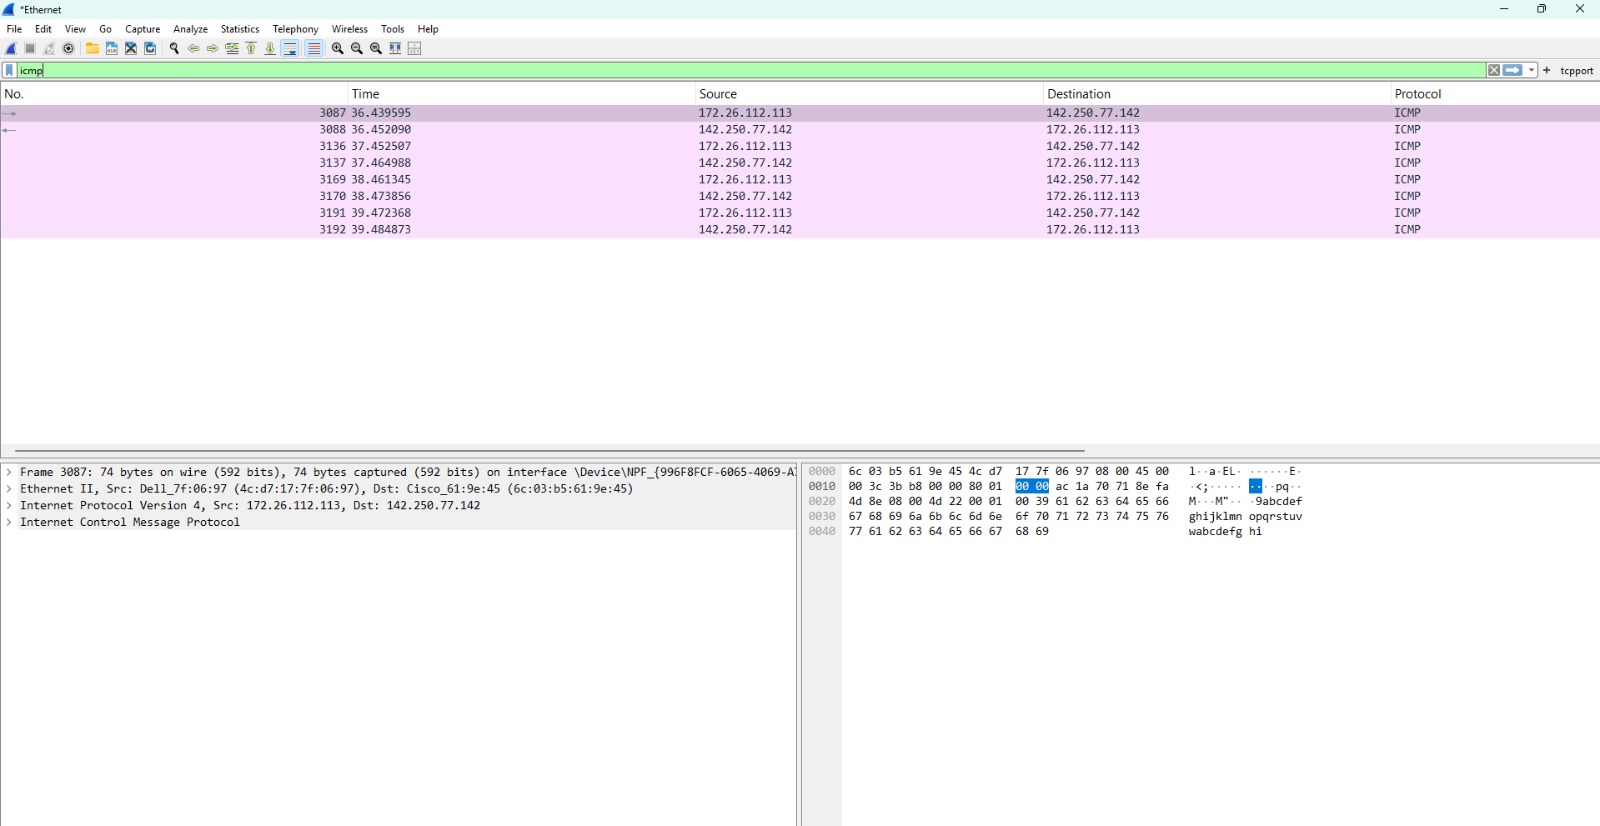 *Ethernet
File Edit View Go Capture Analyze Statistics Telephony Wireless Tools Help
icmp
tcpport
No. Time Source Destination Protocol
3087 36.439595 172.26.112.113 142.250.77.142 ICMP
3088 36.452090 142.250.77.142 172.26.112.113 ICMP
3136 37.452507 172.26.112.113 142.250.77.142 ICMP
3137 37.464988 142.250.77.142 172.26.112.113 ICMP
3169 38.461345 172.26.112.113 142.250.77.142 ICMP
3170 38.473856 142.250.77.142 172.26.112.113 ICMP
3191 39.472368 172.26.112.113 142.250.77.142 ICMP
3192 39.484873 142.250.77.142 172.26.112.113 ICMP
Frame 3087: 74 bytes on wire (592 bits), 74 bytes captured (592 bits) on interface \Device\NPF_{996F8FCF-6065-4069-A
Ethernet II, Src: Dell_7f:06:97 (4c:d7:17:7f:06:97), Dst: Cisco_61:9e:45 (6c:03:b5:61:9e:45)
Internet Protocol Version 4, Src: 172.26.112.113, Dst: 142.250.77.142
Internet Control Message Protocol
0000 6c 03 b5 61 9e 45 4c d7 17 7f 06 97 08 00 45 00 l··a·EL· ······E·
0010 00 3c 3b b8 00 00 80 01 00 00 ac 1a 70 71 8e fa ·<;····· ····pq··
0020 4d 8e 08 00 4d 22 00 01 00 39 61 62 63 64 65 66 M···M"·· ·9abcdef
0030 67 68 69 6a 6b 6c 6d 6e 6f 70 71 72 73 74 75 76 ghijklmn opqrstuv
0040 77 61 62 63 64 65 66 67 68 69 wabcdefg hi